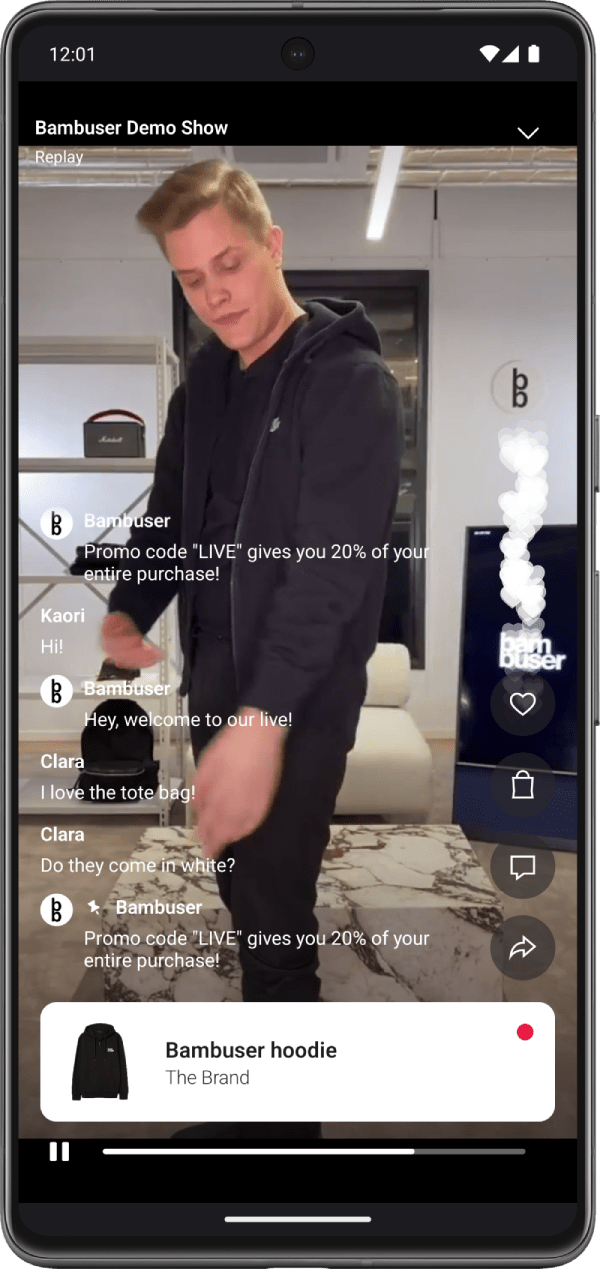 12:01
Bambuser Demo Show
Replay
b
b
Marshall
b
b
Bambuser
Promo code "LIVE" gives you 20% of your
entire purchase!
Kaori
Hi!
bam
buser
b
b
Bambuser
Hey, welcome to our live!
Clara
I love the tote bag!
Clara
Do they come in white?
b
b
Bambuser
Promo code "LIVE" gives you 20% of your
entire purchase!
Bambuser hoodie
The Brand